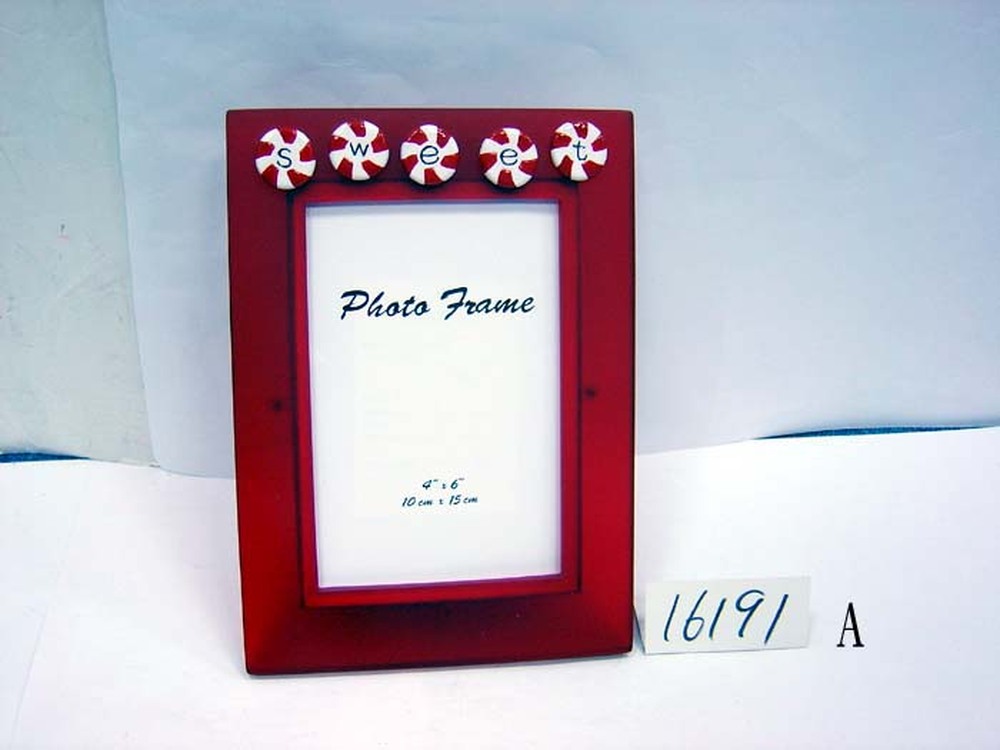 s w e e t
Photo Frame
4" x 6"
10 cm x 15 cm
16191
A